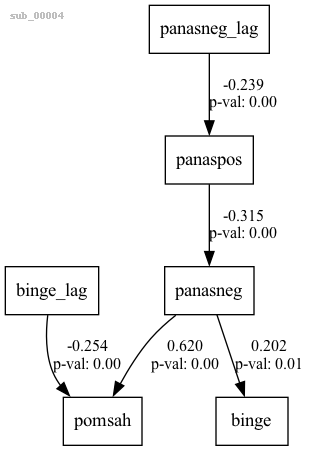 sub_00004
panasneg_lag
-0.239
p-val: 0.00
panaspos
-0.315
p-val: 0.00
binge_lag
panasneg
-0.254
p-val: 0.00
0.620
p-val: 0.00
0.202
p-val: 0.01
pomsah
binge